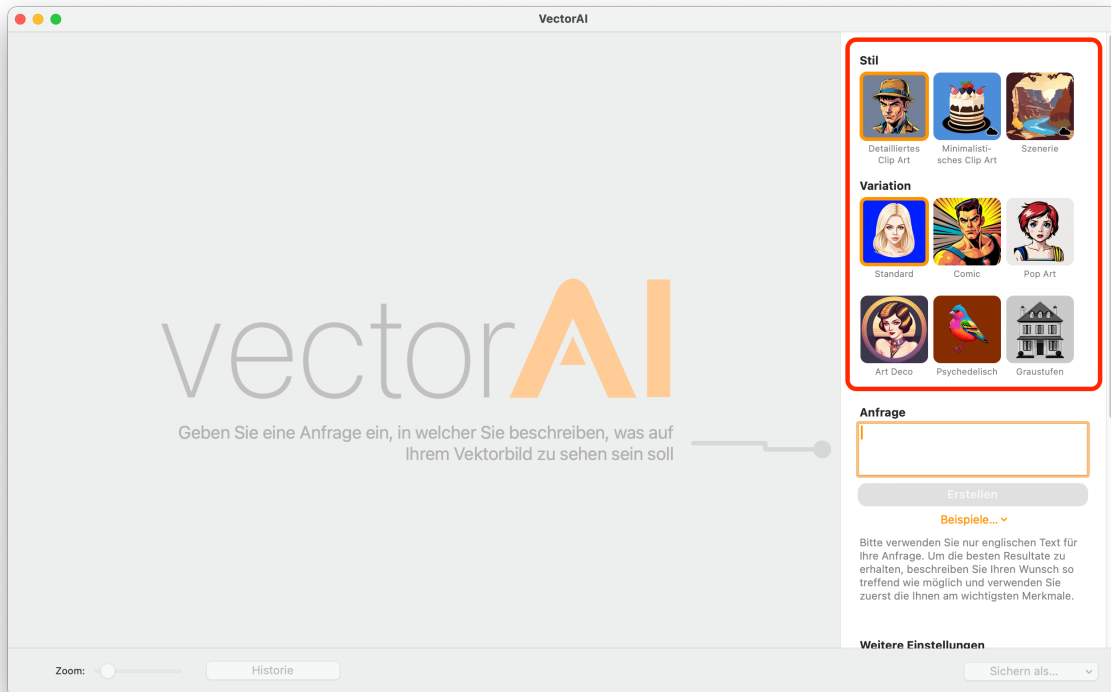 VectorAI
Stil
Detailliertes
Clip Art
Minimalisti-
sches Clip Art
Szenerie
Variation
Standard
Comic
Pop Art
Art Deco
Psychedelisch
Graustufen
vectorAI
Geben Sie eine Anfrage ein, in welcher Sie beschreiben, was auf
Ihrem Vektorbild zu sehen sein soll
Anfrage
Erstellen
Beispiele...
Bitte verwenden Sie nur englischen Text für
Ihre Anfrage. Um die besten Resultate zu
erhalten, beschreiben Sie Ihren Wunsch so
treffend wie möglich und verwenden Sie
zuerst die Ihnen am wichtigsten Merkmale.
Weitere Einstellungen
Zoom:
Historie
Sichern als...